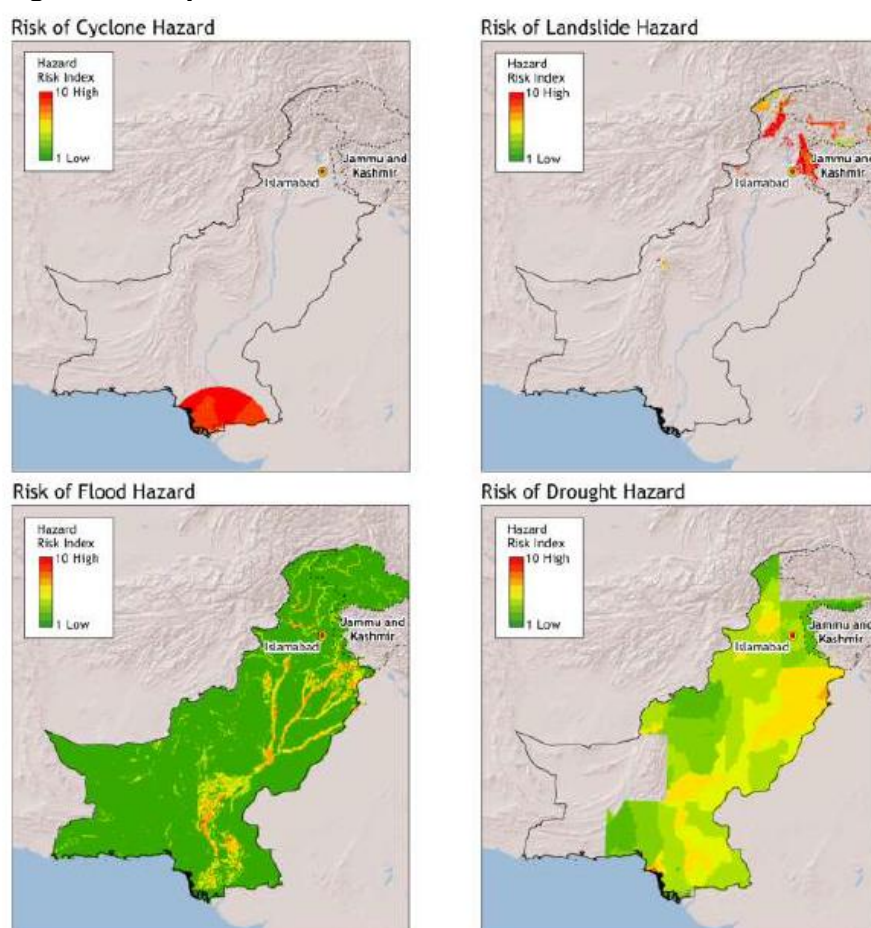 Risk of Cyclone Hazard
Hazard
Risk Index
10 High
1 Low
Jammu and
Kashmir
Islamabad
Risk of Landslide Hazard
Hazard
Risk Index
10 High
1 Low
Jammu and
Kashmir
Islamabad
Risk of Flood Hazard
Hazard
Risk Index
10 High
1 Low
Jammu and
Kashmir
Islamabad
Risk of Drought Hazard
Hazard
Risk Index
10 High
1 Low
Jammu and
Kashmir
Islamabad